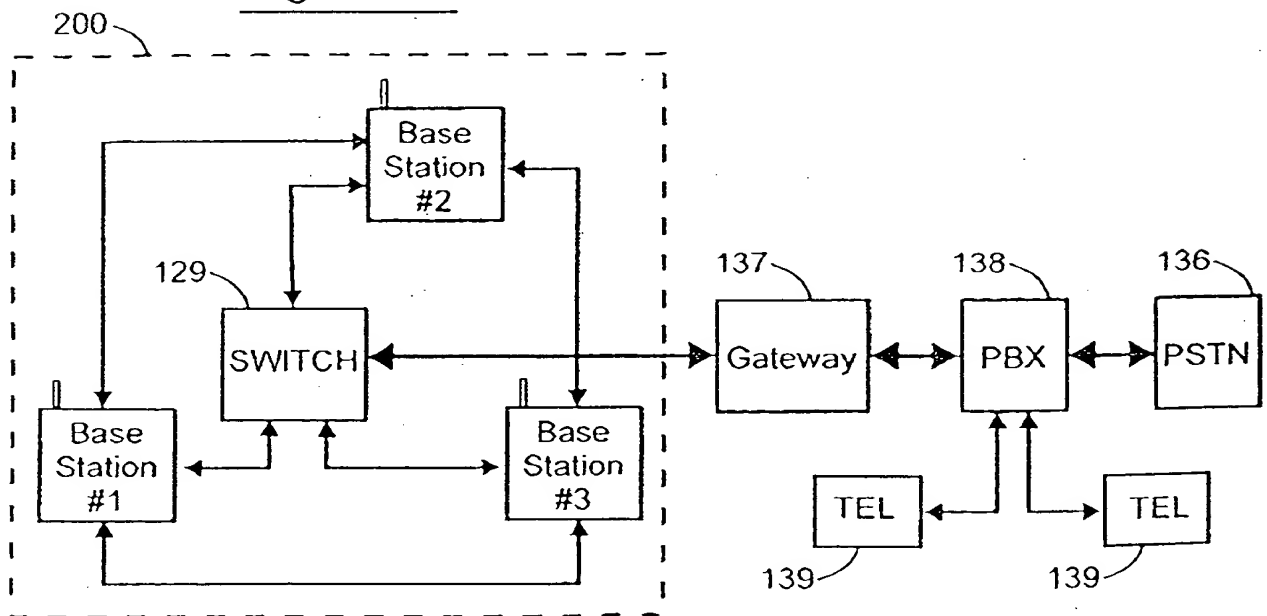 200
Base
Station
#2
129
137
138
136
SWITCH
Gateway
PBX
PSTN
Base
Station
#1
Base
Station
#3
TEL
TEL
139
139